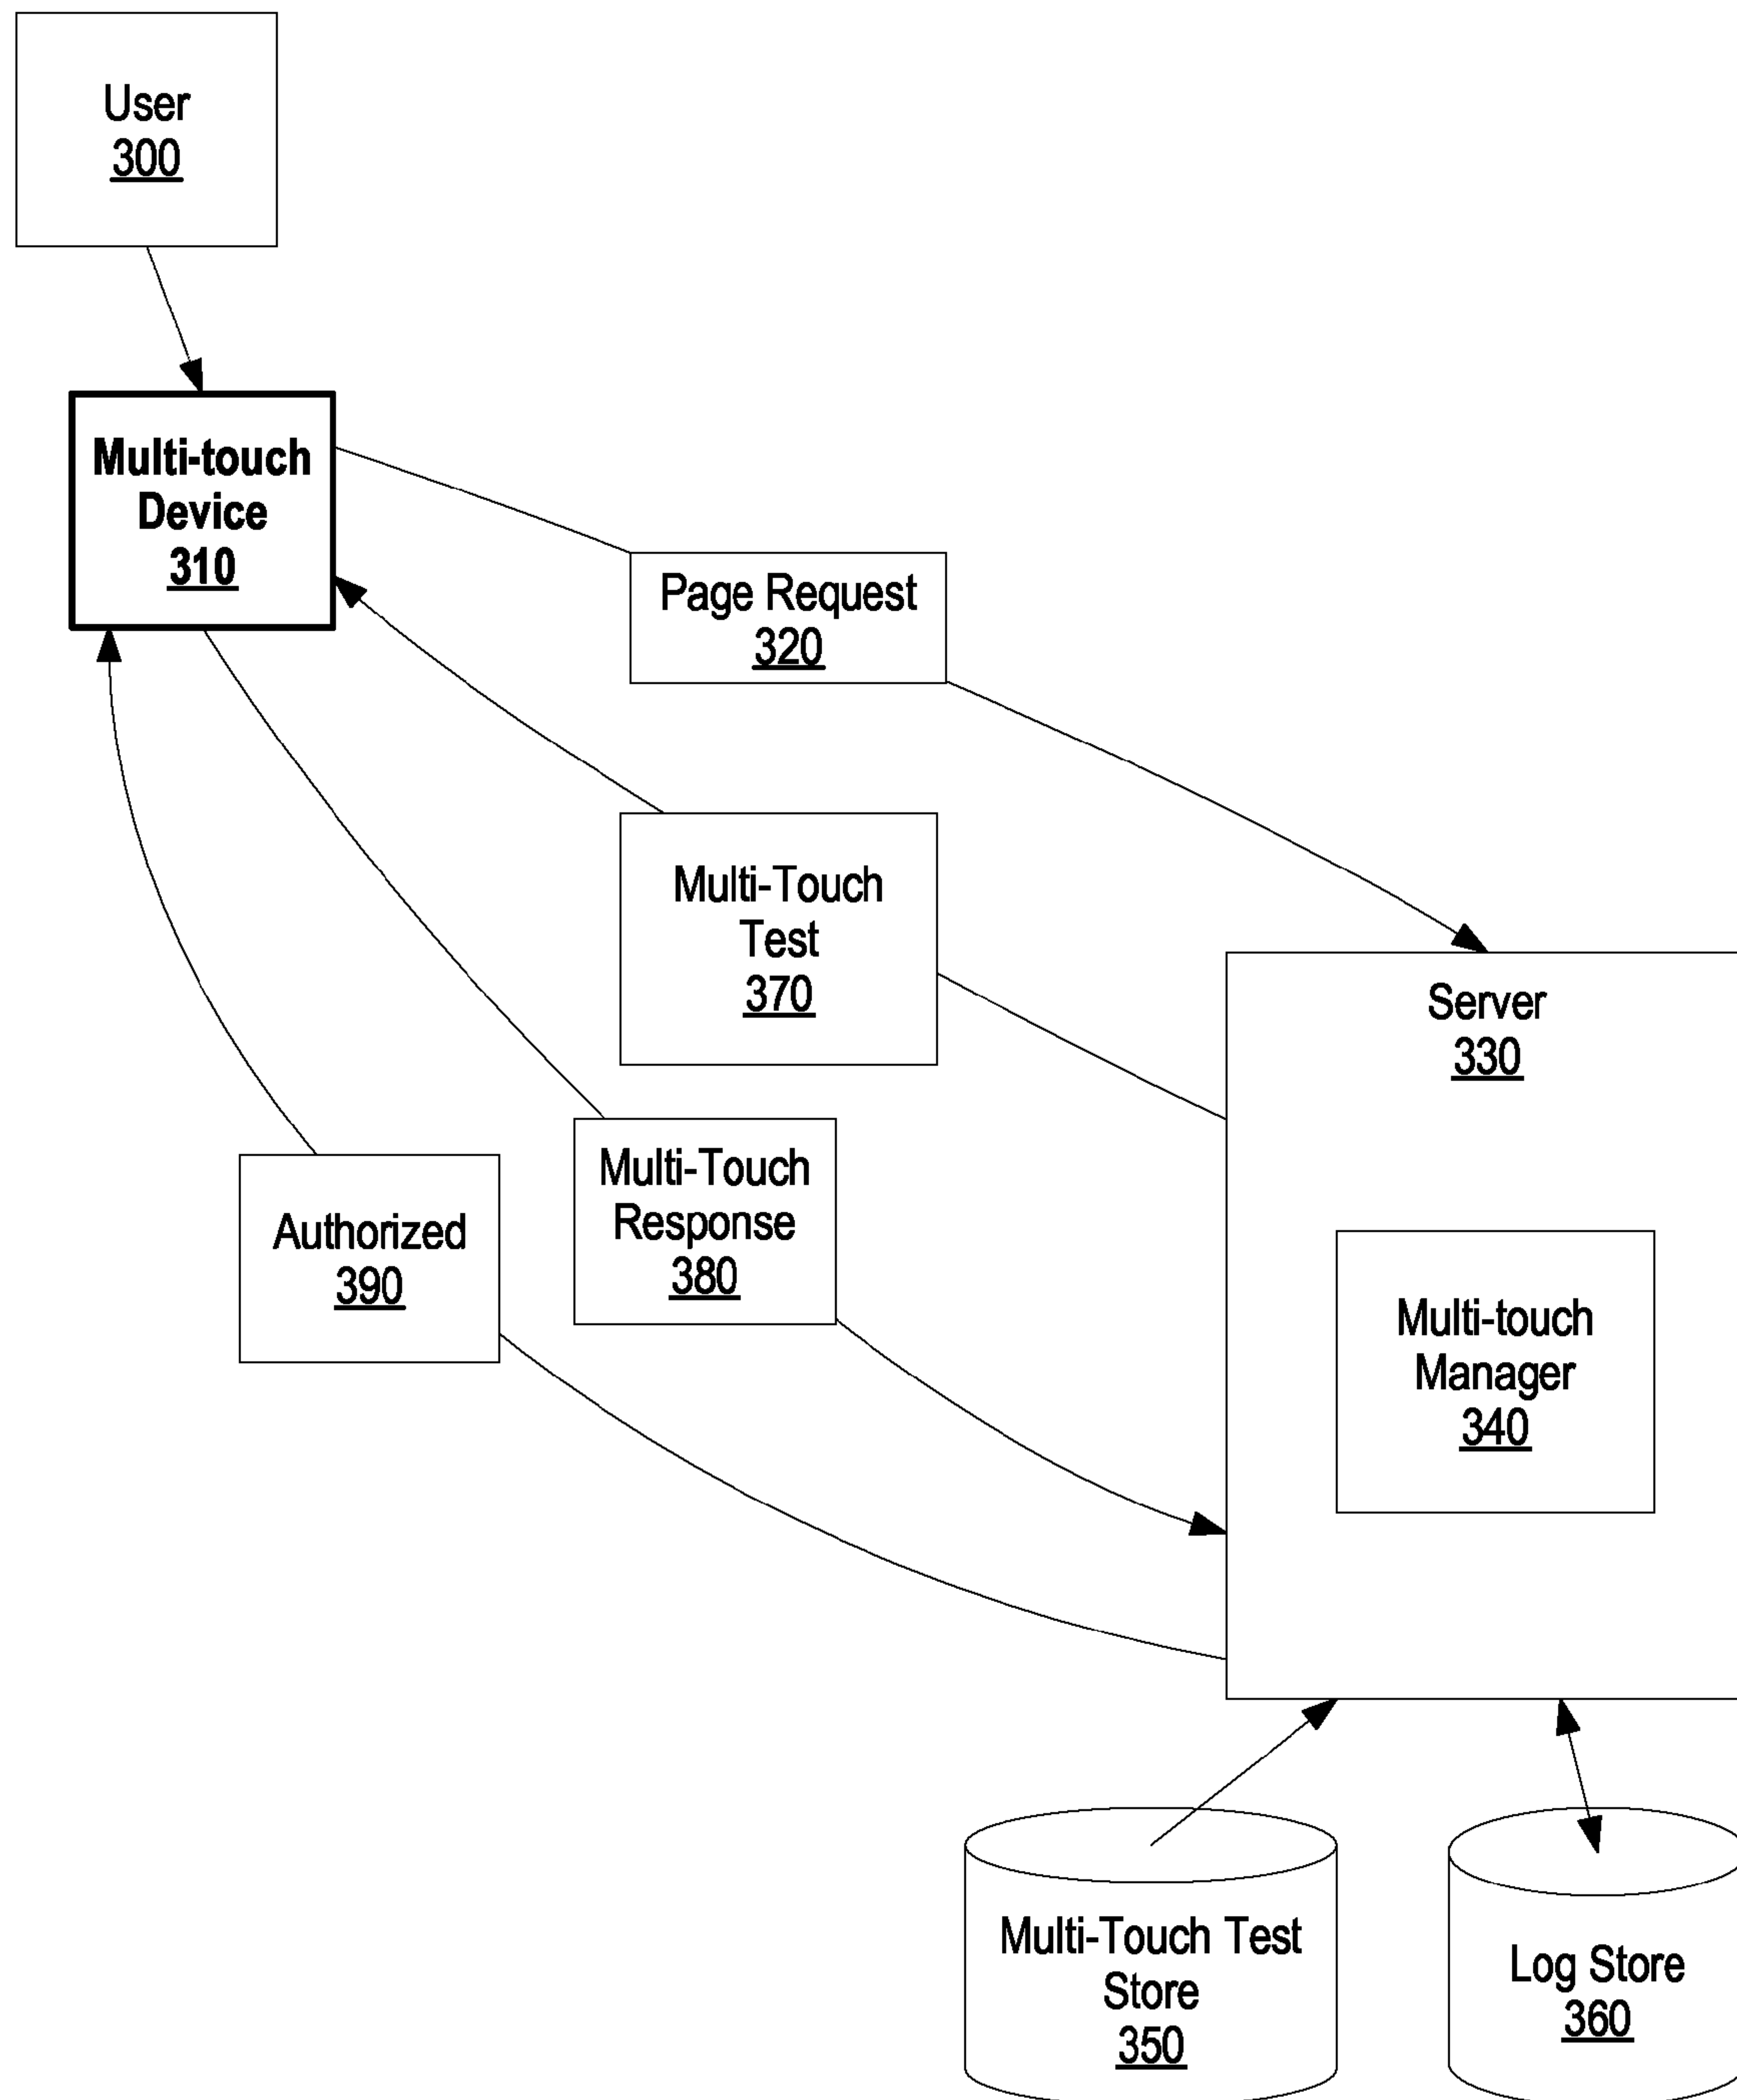 User
300
Multi-touch
Device
310
Page Request
320
Multi-Touch
Test
370
Server
330
Multi-Touch
Response
380
Authorized
390
Multi-touch
Manager
340
Multi-Touch Test
Store
350
Log Store
360